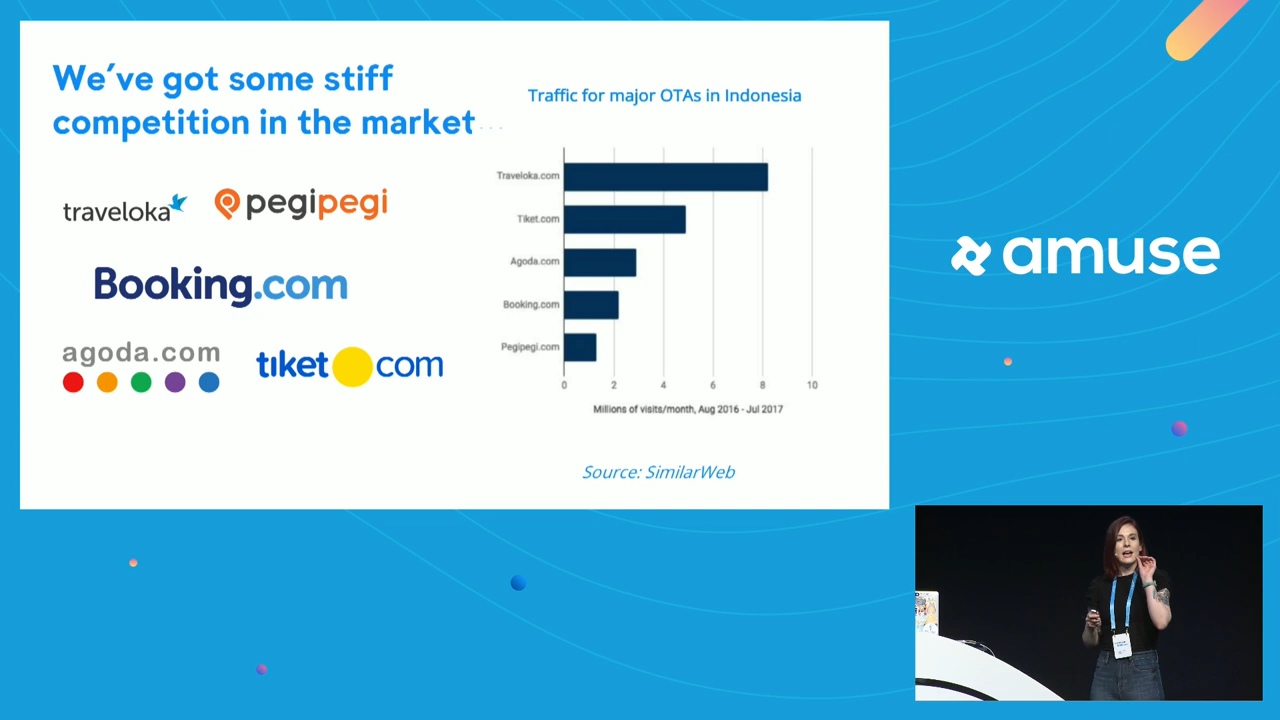 We've got some stiff
competition in the market...
traveloka
pegipegi
Booking.com
agoda.com
tiket com
Traffic for major OTAs in Indonesia
Traveloka.com
Tiket.com
Agoda.com
Booking.com
Pegipegi.com
0 2 4 6 8 10
Millions of visits/month, Aug 2016 - Jul 2017
Source: SimilarWeb
amuse